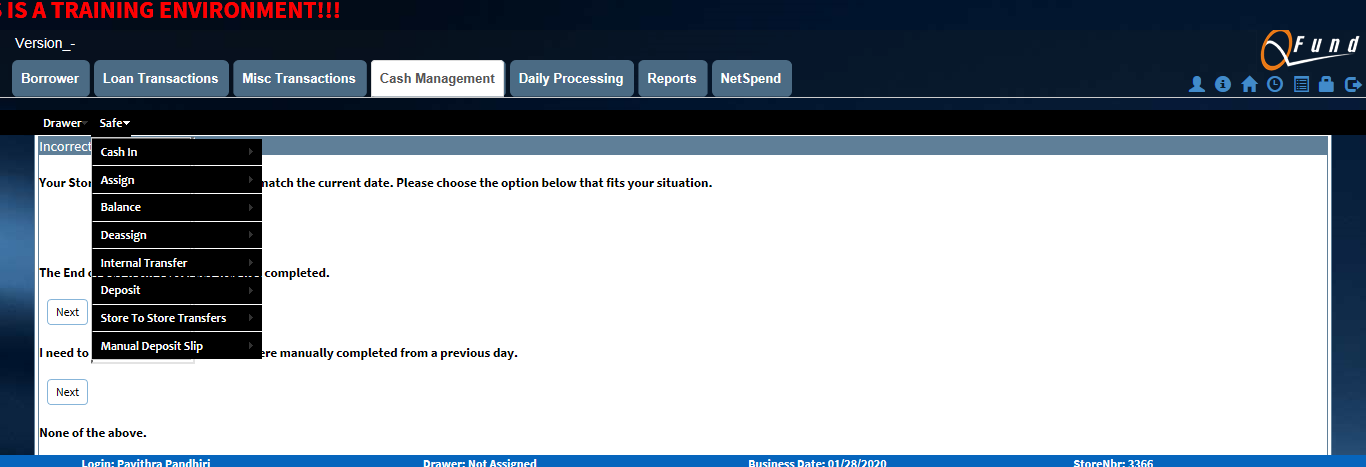 IS A TRAINING ENVIRONMENT!!!
Version_-
QFund
Borrower
Loan Transactions
Misc Transactions
Cash Management
Daily Processing
Reports
NetSpend
Drawer
Safe
Incorrect
Cash In
Assign
Balance
Deassign
Internal Transfer
Deposit
Store To Store Transfers
Manual Deposit Slip
Your Stor match the current date. Please choose the option below that fits your situation.
The End o completed.
Next
I need to ere manually completed from a previous day.
Next
None of the above.
Login: Pavithra Pandhiri Drawer: Not Assigned Business Date: 01/28/2020 StoreNbr: 3366